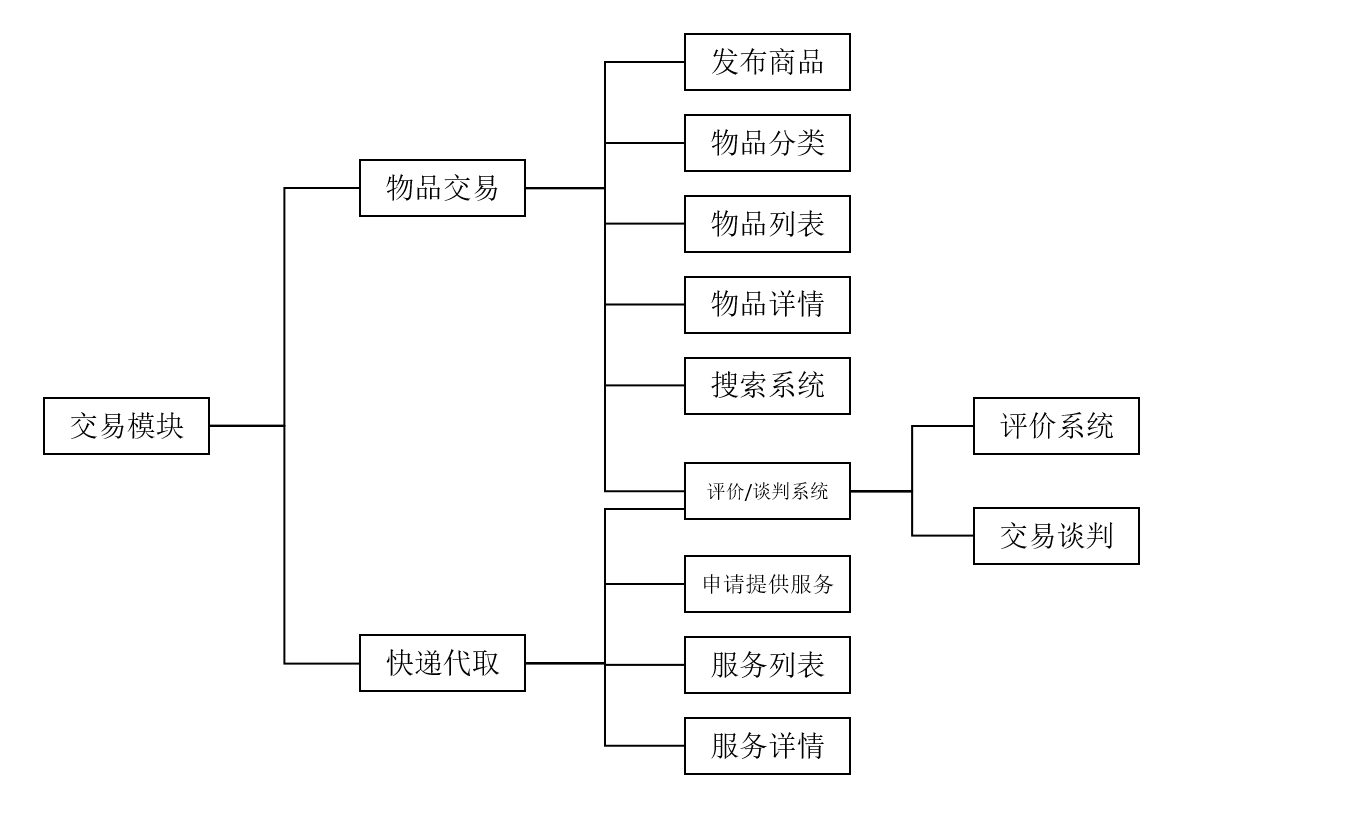 交易模块
物品交易
快递代取
发布商品
物品分类
物品列表
物品详情
搜索系统
评价/谈判系统
申请提供服务
服务列表
服务详情
评价系统
交易谈判